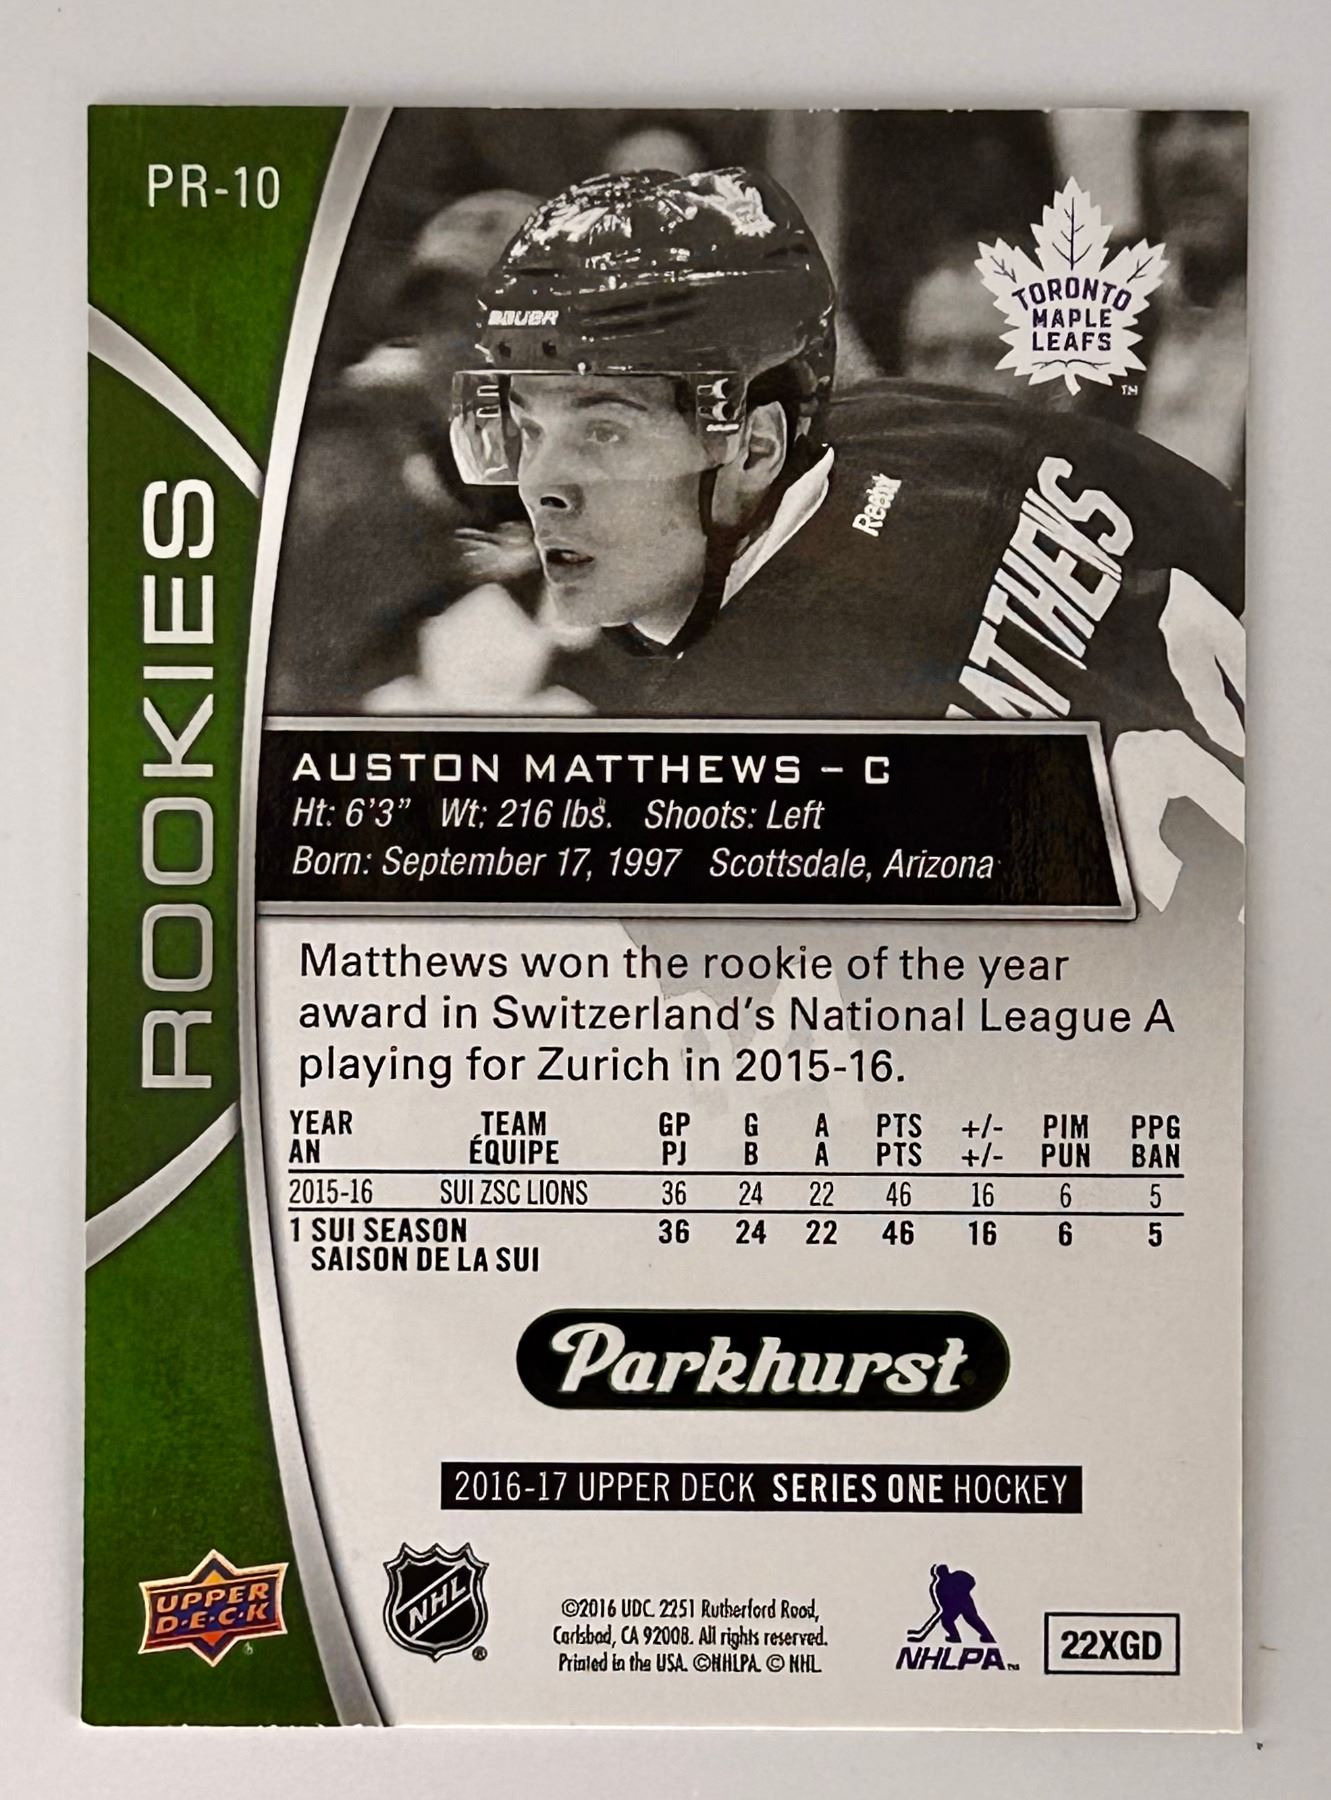 PR-10
ROOKIES
BAUER
TORONTO
MAPLE
LEAFS
TM
Reebok
MATTHEWS
AUSTON MATTHEWS – C
Ht: 6'3" Wt: 216 lbs. Shoots: Left
Born: September 17, 1997 Scottsdale, Arizona
Matthews won the rookie of the year
award in Switzerland's National League A
playing for Zurich in 2015-16.
YEAR TEAM GP G A PTS +/- PIM PPG
AN ÉQUIPE PJ B A PTS +/- PUN BAN
2015-16 SUI ZSC LIONS 36 24 22 46 16 6 5
1 SUI SEASON 36 24 22 46 16 6 5
SAISON DE LA SUI
Parkhurst
2016-17 UPPER DECK SERIES ONE HOCKEY
UPPER
D·E·C·K
NHL
®
©2016 UDC. 2251 Rutherford Road,
Carlsbad, CA 92008. All rights reserved.
Printed in the USA. ©NHLPA. © NHL
NHLPA™
22XGD